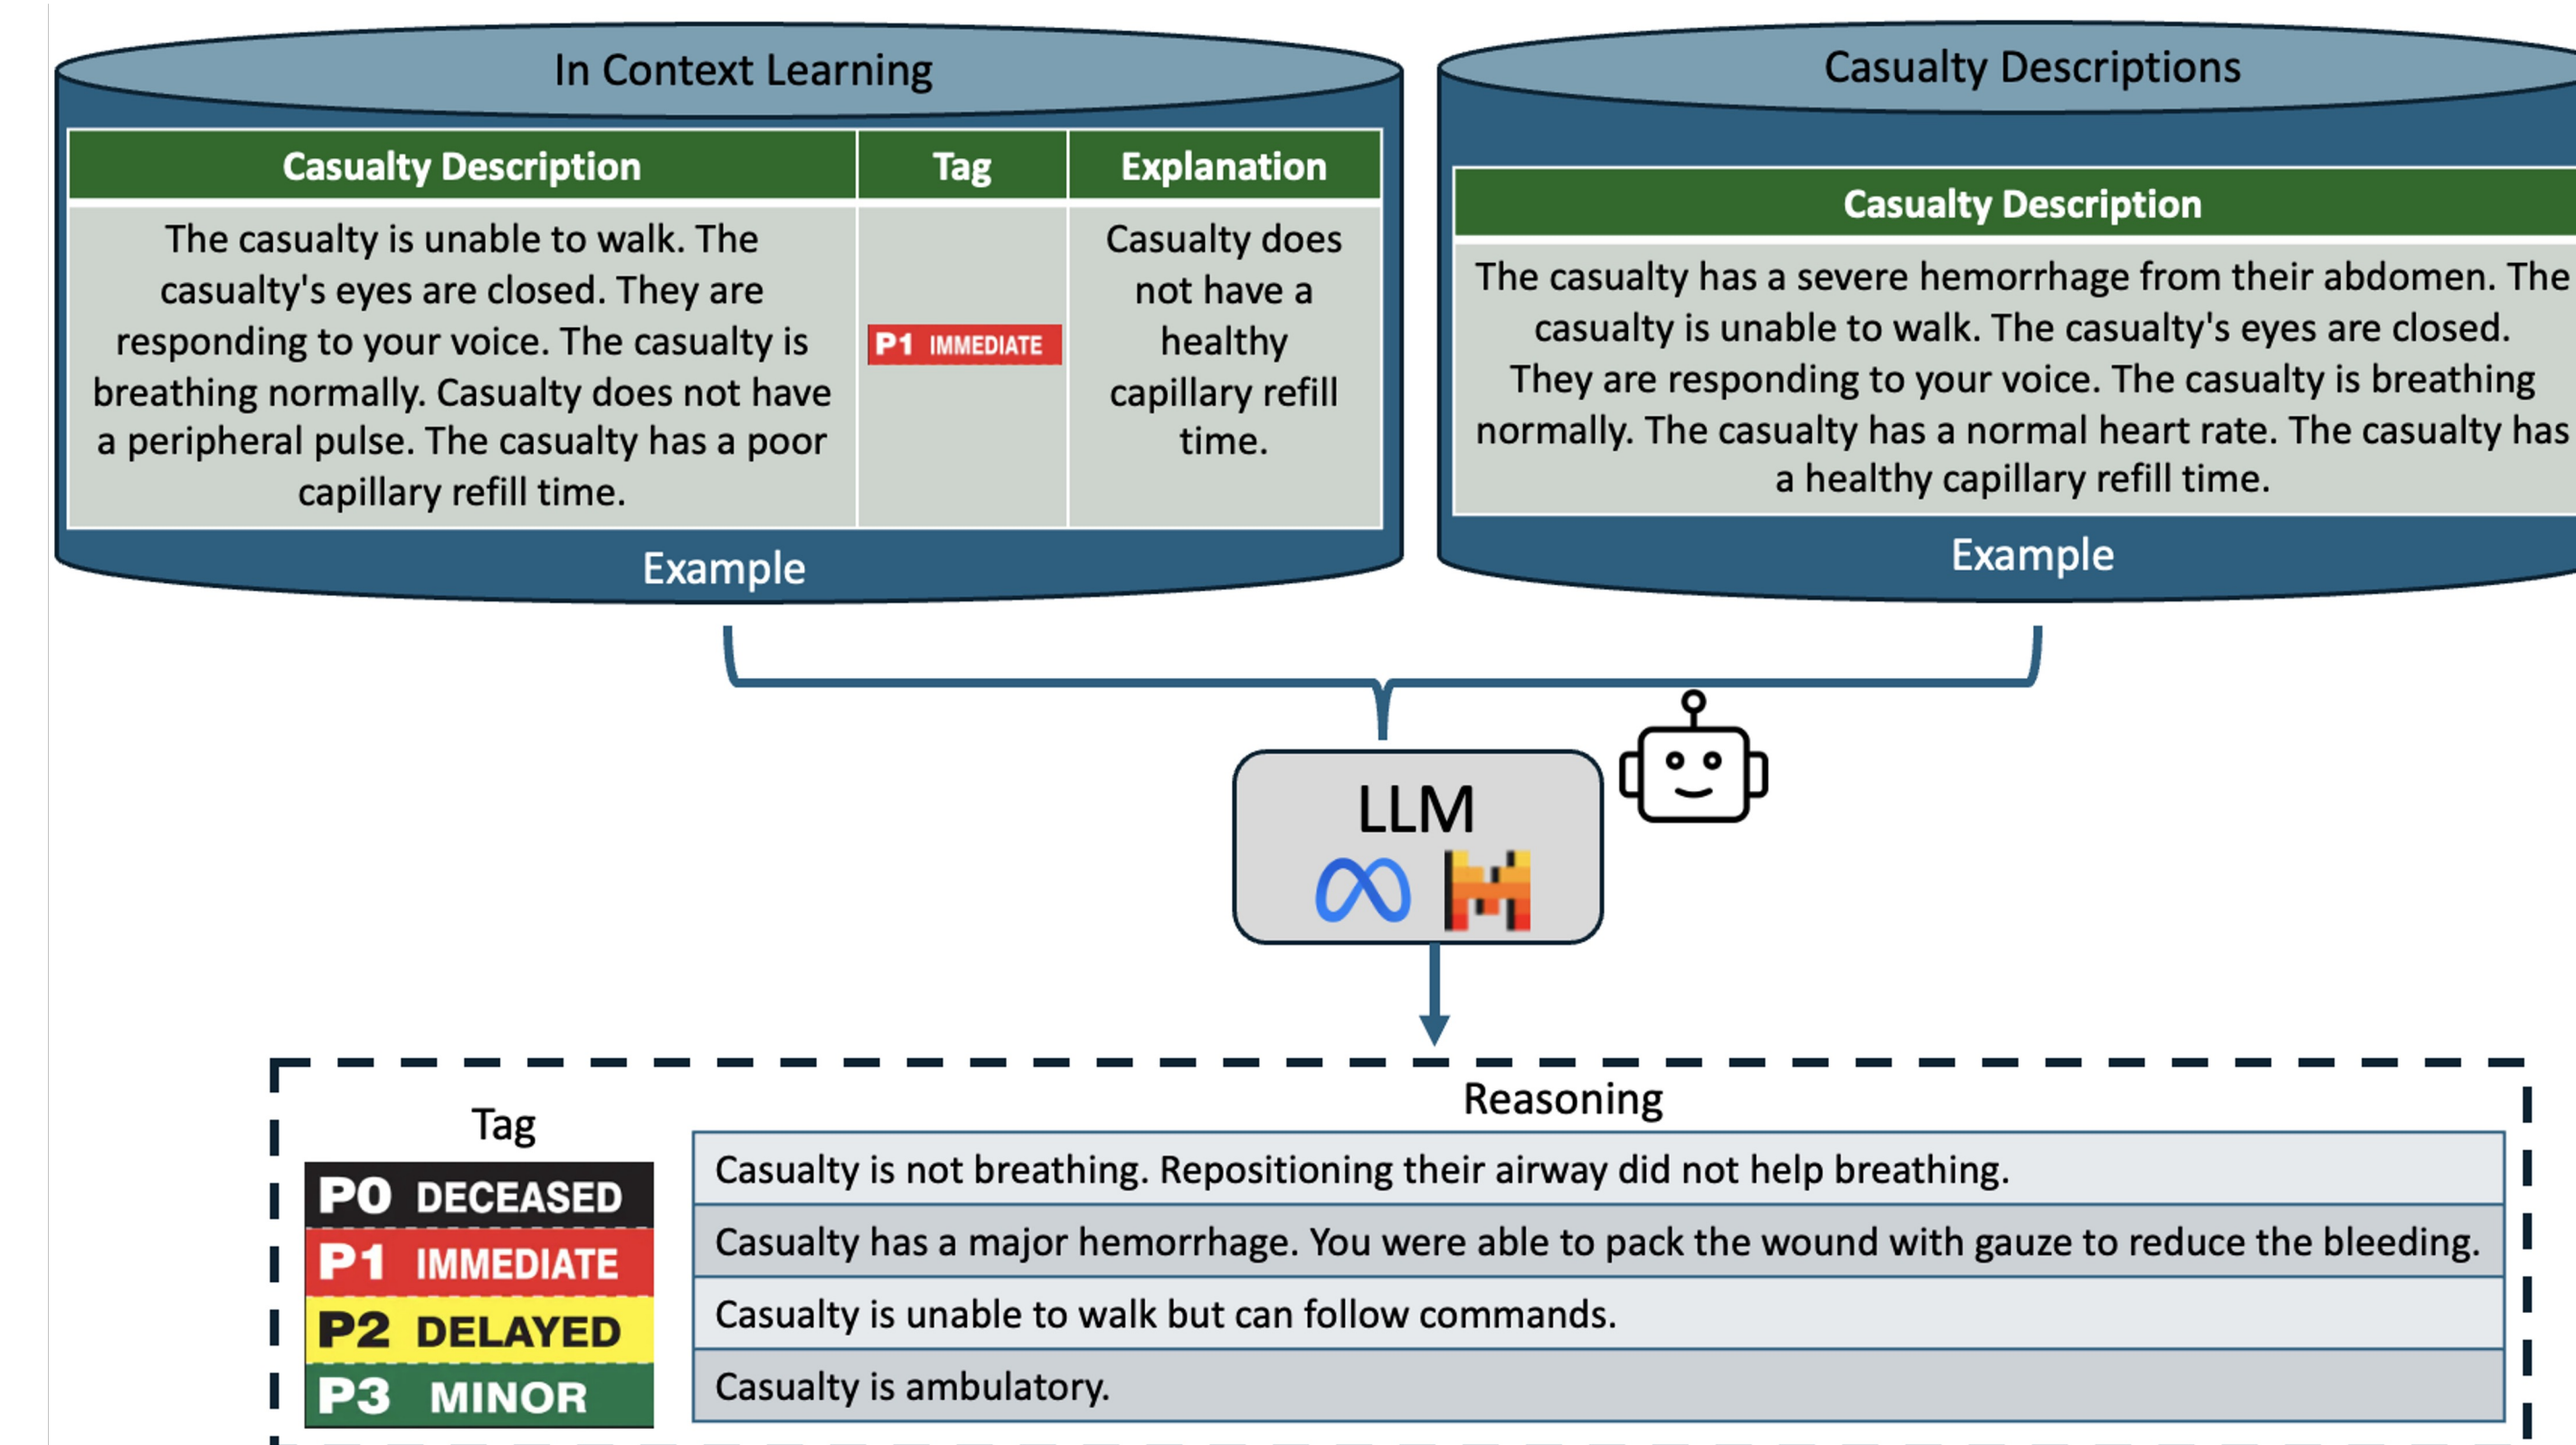 In Context Learning
Casualty Description
Tag
Explanation
The casualty is unable to walk. The
casualty's eyes are closed. They are
responding to your voice. The casualty is
breathing normally. Casualty does not have
a peripheral pulse. The casualty has a poor
capillary refill time.
P1 IMMEDIATE
Casualty does
not have a
healthy
capillary refill
time.
Example
Casualty Descriptions
Casualty Description
The casualty has a severe hemorrhage from their abdomen. The
casualty is unable to walk. The casualty's eyes are closed.
They are responding to your voice. The casualty is breathing
normally. The casualty has a normal heart rate. The casualty has
a healthy capillary refill time.
Example
LLM
Tag
Reasoning
P0 DECEASED
Casualty is not breathing. Repositioning their airway did not help breathing.
P1 IMMEDIATE
Casualty has a major hemorrhage. You were able to pack the wound with gauze to reduce the bleeding.
P2 DELAYED
Casualty is unable to walk but can follow commands.
P3 MINOR
Casualty is ambulatory.